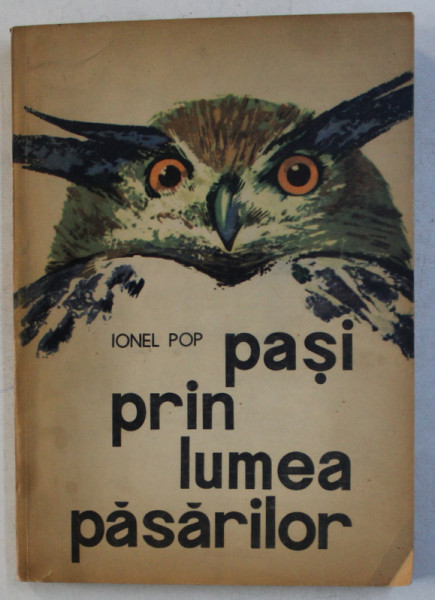 IONEL POP
pași
prin
lumea
păsărilor